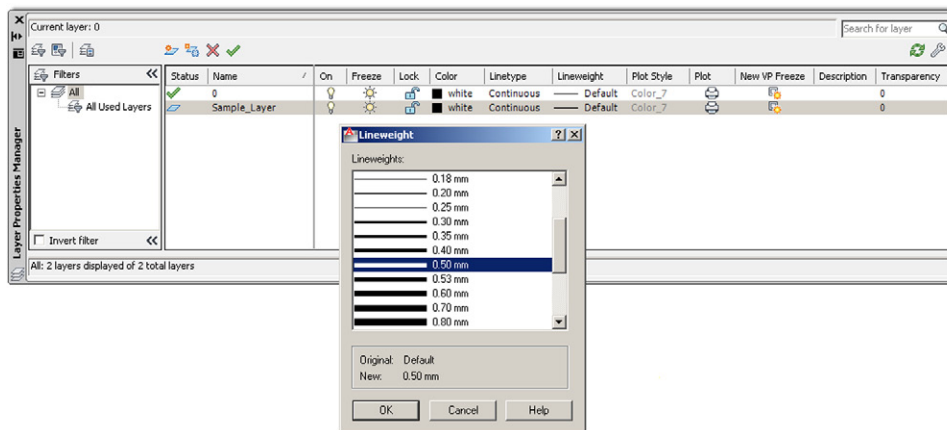 Current layer: 0
Search for layer
Filters
All
All Used Layers
Invert filter
Status Name On Freeze Lock Color Linetype Lineweight Plot Style Plot New VP Freeze Description Transparency
0 white Continuous Default Color_7 0
Sample_Layer white Continuous Default Color_7 0
All: 2 layers displayed of 2 total layers
Layer Properties Manager
Lineweight
Lineweights:
0.18 mm
0.20 mm
0.25 mm
0.30 mm
0.35 mm
0.40 mm
0.50 mm
0.53 mm
0.60 mm
0.70 mm
0.80 mm
Original: Default
New: 0.50 mm
OK Cancel Help